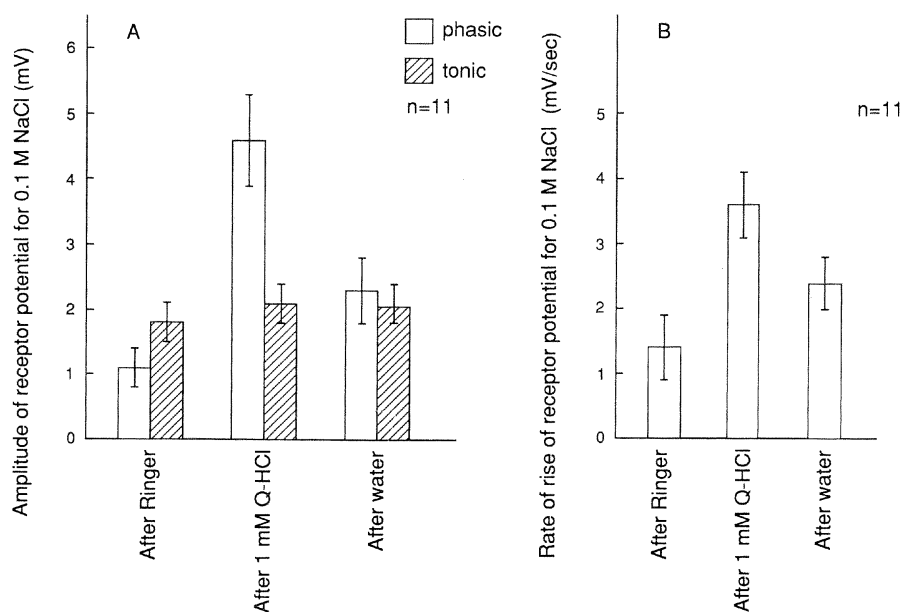 A
phasic
tonic
n=11
Amplitude of receptor potential for 0.1 M NaCl (mV)
6
5
4
3
2
1
0
After Ringer
After 1 mM Q-HCl
After water
B
n=11
Rate of rise of receptor potential for 0.1 M NaCl (mV/sec)
5
4
3
2
1
0
After Ringer
After 1 mM Q-HCl
After water